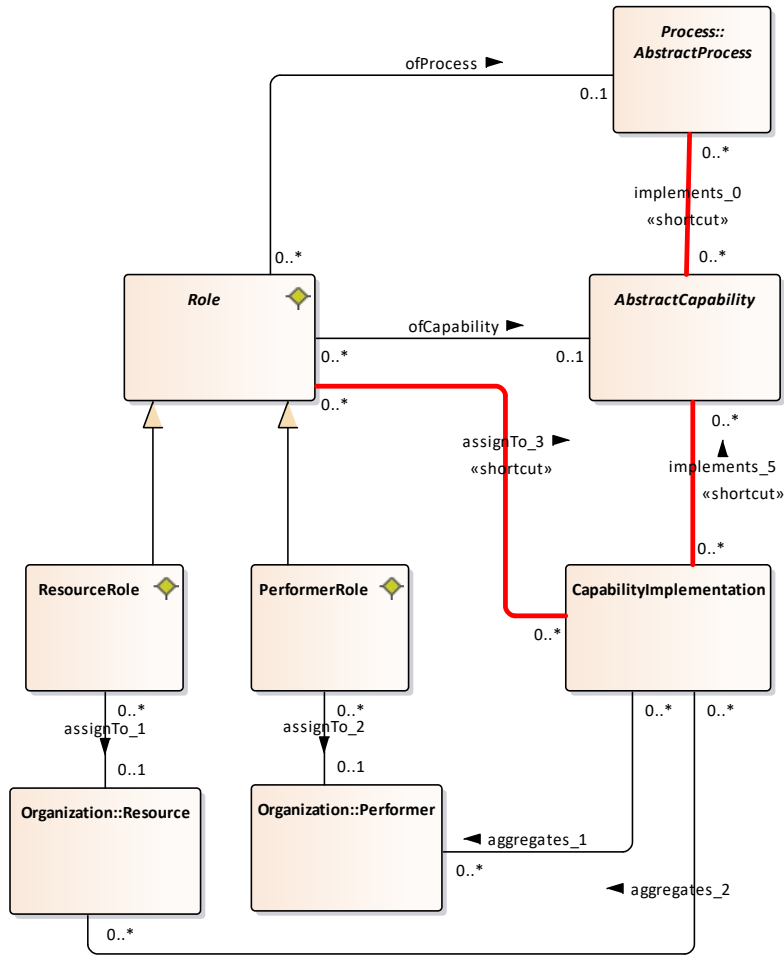 Process::
AbstractProcess
ofProcess
0..1
0..*
implements_0
«shortcut»
0..*
0..*
Role
AbstractCapability
ofCapability
0..*
0..1
0..*
0..*
assignTo_3
«shortcut»
implements_5
«shortcut»
0..*
ResourceRole
PerformerRole
CapabilityImplementation
0..*
0..*
0..*
0..*
0..*
assignTo_1
assignTo_2
0..1
0..1
Organization::Resource
Organization::Performer
aggregates_1
0..*
aggregates_2
0..*